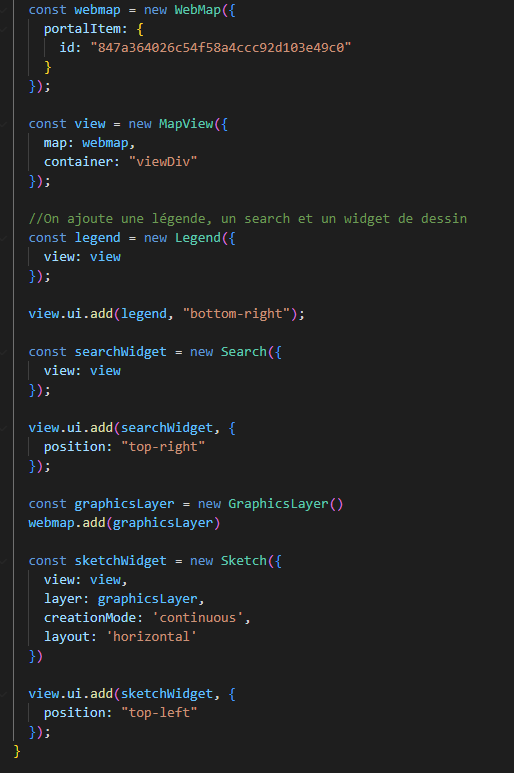 const webmap = new WebMap({
portalItem: {
id: "847a364026c54f58a4ccc92d103e49c0"
}
});
const view = new MapView({
map: webmap,
container: "viewDiv"
});
//On ajoute une légende, un search et un widget de dessin
const legend = new Legend({
view: view
});
view.ui.add(legend, "bottom-right");
const searchWidget = new Search({
view: view
});
view.ui.add(searchWidget, {
position: "top-right"
});
const graphicsLayer = new GraphicsLayer()
webmap.add(graphicsLayer)
const sketchWidget = new Sketch({
view: view,
layer: graphicsLayer,
creationMode: 'continuous',
layout: 'horizontal'
})
view.ui.add(sketchWidget, {
position: "top-left"
});
}